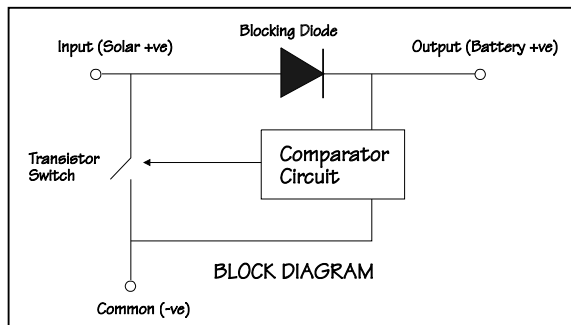 Blocking Diode
Input (Solar +ve)
Output (Battery +ve)
Transistor
Switch
Comparator
Circuit
BLOCK DIAGRAM
Common (-ve)